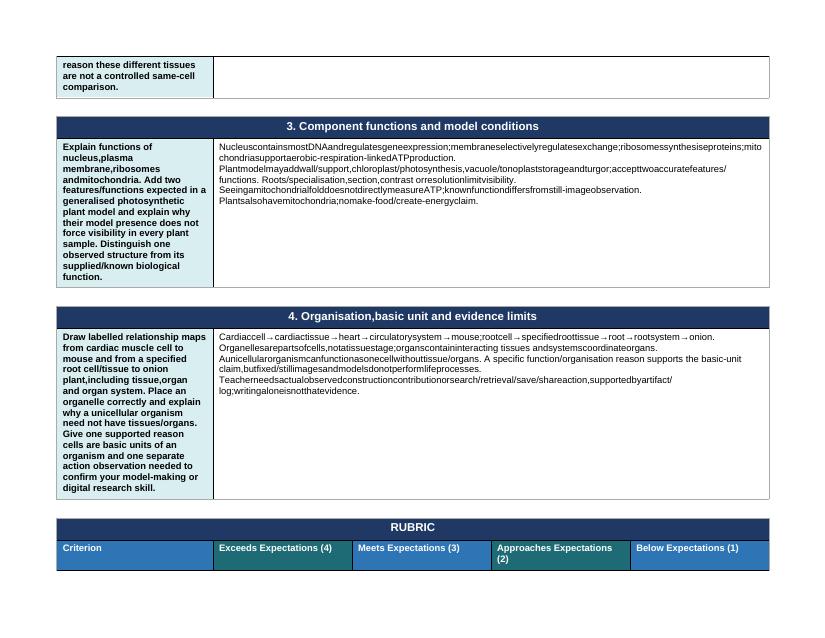 reason these different tissues
are not a controlled same-cell
comparison.
3. Component functions and model conditions
Explain functions of
nucleus,plasma
membrane,ribosomes
andmitochondria. Add two
features/functions expected in a
generalised photosynthetic
plant model and explain why
their model presence does not
force visibility in every plant
sample. Distinguish one
observed structure from its
supplied/known biological
function.
NucleuscontainsmostDNAandregulatesgeneexpression;membraneselectivelyregulatesexchange;ribosomessynthesiseproteins;mito
chondriasupportaerobic-respiration-linkedATPproduction.
Plantmodelmayaddwall/support,chloroplast/photosynthesis,vacuole/tonoplaststorageandturgor;accepttwoaccuratefeatures/
functions. Roots/specialisation,section,contrast orresolutionlimitvisibility.
Seeingamitochondrialfolddoesnotdirectlymeasure​ATP;knownfunctiondiffersfromstill-imageobservation.
Plantsalsohavemitochondria;nomake-food/create-energyclaim.
4. Organisation,basic unit and evidence limits
Draw labelled relationship maps
from cardiac muscle cell to
mouse and from a specified
root cell/tissue to onion
plant,including tissue,organ
and organ system. Place an
organelle correctly and explain
why a unicellular organism
need not have tissues/organs.
Give one supported reason
cells are basic units of an
organism and one separate
action observation needed to
confirm your model-making or
digital research skill.
Cardiaccell→cardiactissue→heart→circulatorysystem→mouse;rootcell→specifiedroottissue→root→rootsystem→onion.
Organellesarepartsofcells,notatissuestage;organscontaininteracting tissues andsystemscoordinateorgans.
Aunicellularorganismcanfunctionasonecellwithouttissue/organs. A specific function/organisation reason supports the basic-unit
claim,butfixed/stillimagesandmodelsdonotperformlifeprocesses.
Teacherneedsactualobservedconstructioncontributionorsearch/retrieval/save/shareaction,supportedbyartifact/
log;writingaloneisnotthatevidence.
RUBRIC
Criterion
Exceeds Expectations (4)
Meets Expectations (3)
Approaches Expectations
(2)
Below Expectations (1)